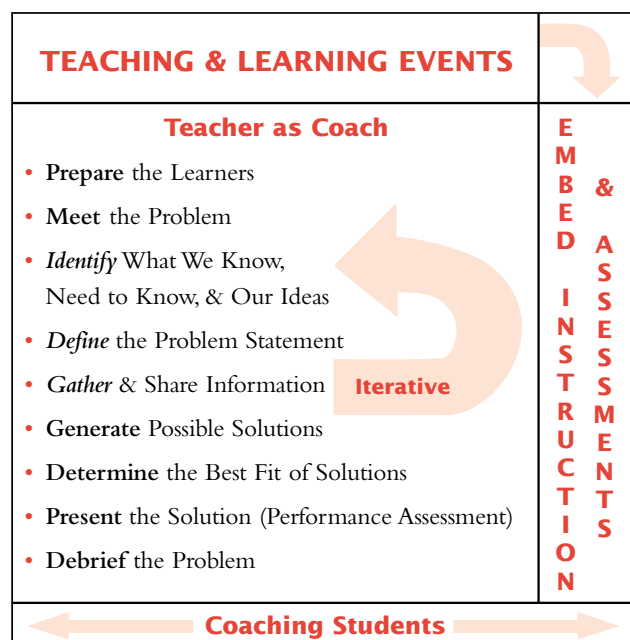 TEACHING & LEARNING EVENTS
Teacher as Coach
• Prepare the Learners
• Meet the Problem
• Identify What We Know,
Need to Know, & Our Ideas
• Define the Problem Statement
• Gather & Share Information
Iterative
• Generate Possible Solutions
• Determine the Best Fit of Solutions
• Present the Solution (Performance Assessment)
• Debrief the Problem
EMBED INSTRUCTION
& ASSESSMENTS
Coaching Students